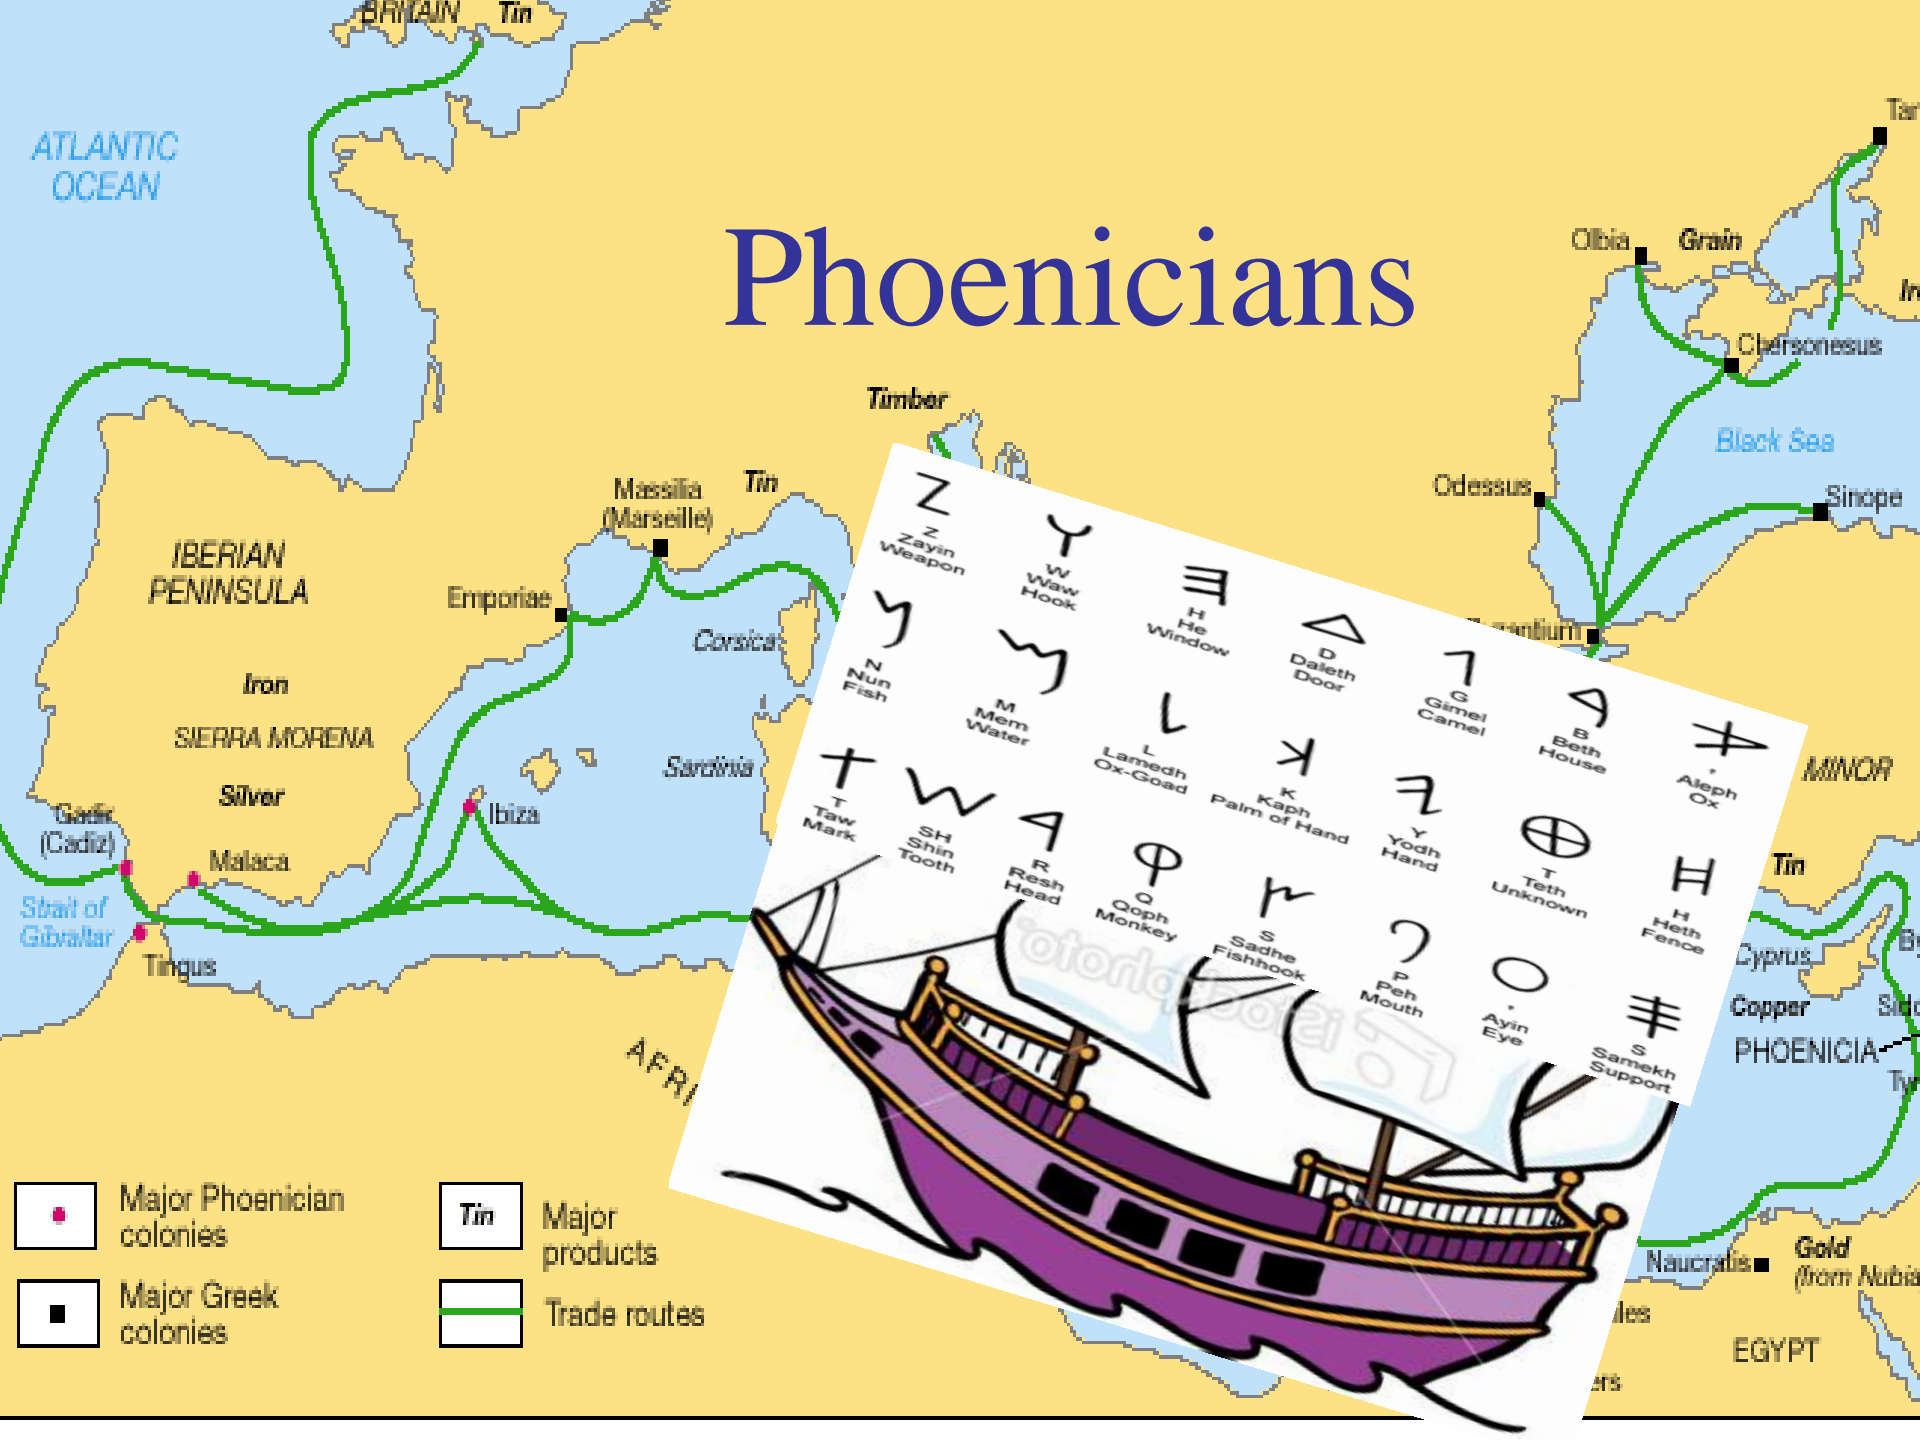 BRITAIN Tin
ATLANTIC
OCEAN
Phoenicians
Olbia Grain
Chersonesus
Timber
Black Sea
Massilia
(Marseille)
Tin
Odessus
Sinope
IBERIAN
PENINSULA
Emporiae
Corsica
Iron
SIERRA MORENA
Sardinia
Silver
Gadir
(Cadiz)
Ibiza
Malaca
Strait of
Gibraltar
Tingus
MINOR
Tin
Cyprus
Copper
PHOENICIA
Naucratis
Gold
EGYPT
Z
Zayin
Weapon
W
Waw
Hook
H
He
Window
D
Daleth
Door
G
Gimel
Camel
B
Beth
House
Aleph
Ox
N
Nun
Fish
M
Mem
Water
L
Lamedh
Ox-Goad
K
Kaph
Palm of Hand
Y
Yodh
Hand
T
Teth
Unknown
H
Heth
Fence
T
Taw
Mark
SH
Shin
Tooth
R
Resh
Head
Q
Qoph
Monkey
S
Sadhe
Fishhook
P
Peh
Mouth
Ayin
Eye
S
Samekh
Support
iStockphoto
Major Phoenician
colonies
Tin
Major
products
Major Greek
colonies
Trade routes